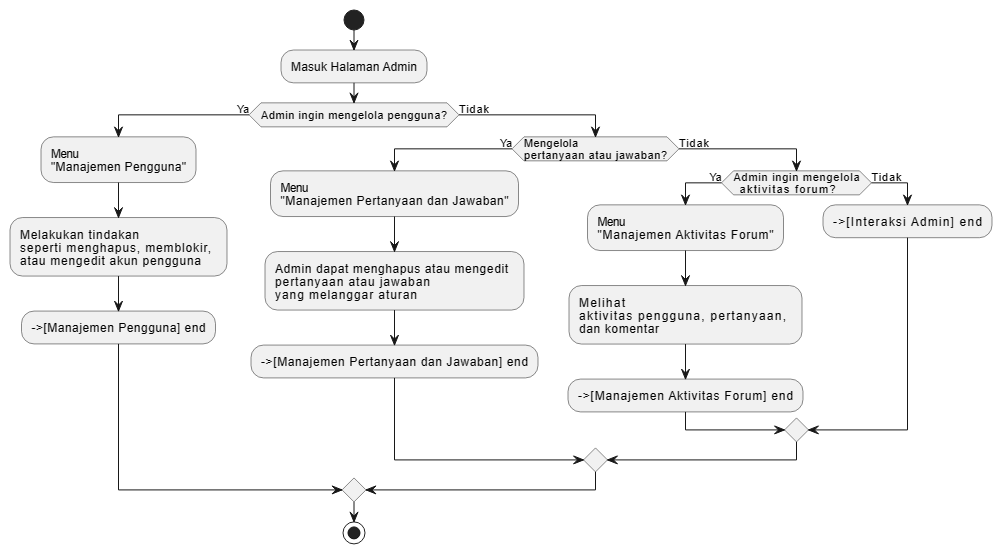 Masuk Halaman Admin
Ya
Admin ingin mengelola pengguna?
Tidak
Menu
"Manajemen Pengguna"
Melakukan tindakan
seperti menghapus, memblokir,
atau mengedit akun pengguna
->[Manajemen Pengguna] end
Ya
Mengelola
pertanyaan atau jawaban?
Tidak
Menu
"Manajemen Pertanyaan dan Jawaban"
Admin dapat menghapus atau mengedit
pertanyaan atau jawaban
yang melanggar aturan
->[Manajemen Pertanyaan dan Jawaban] end
Ya
Admin ingin mengelola
aktivitas forum?
Tidak
Menu
"Manajemen Aktivitas Forum"
Melihat
aktivitas pengguna, pertanyaan,
dan komentar
->[Manajemen Aktivitas Forum] end
->[Interaksi Admin] end